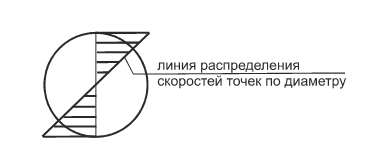 линия распределения
скоростей точек по диаметру